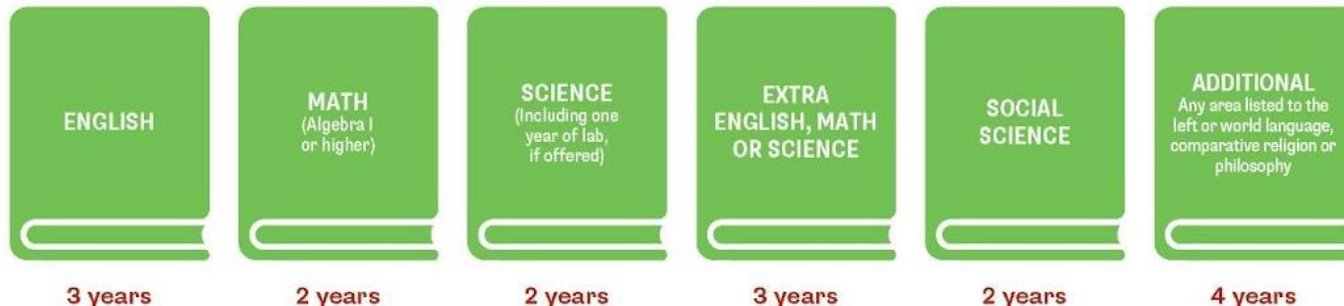 ENGLISH
MATH
(Algebra I
or higher)
SCIENCE
(Including one
year of lab,
if offered)
EXTRA
ENGLISH, MATH
OR SCIENCE
SOCIAL
SCIENCE
ADDITIONAL
Any area listed to the
left or world language,
comparative religion or
philosophy
3 years
2 years
2 years
3 years
2 years
4 years